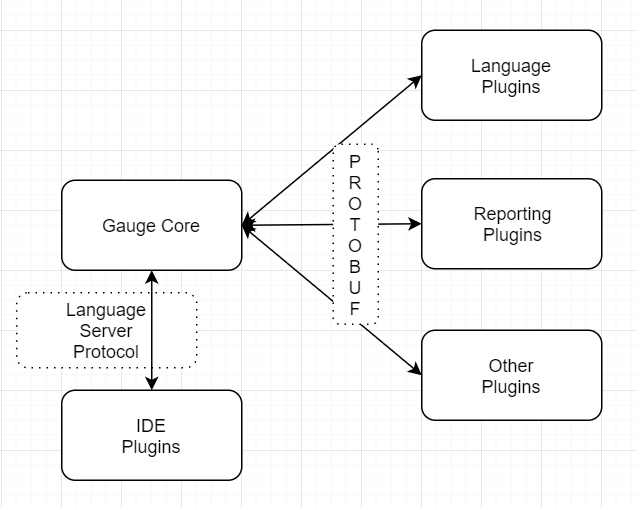 Language
Plugins
P
R
O
T
O
B
U
F
Gauge Core
Reporting
Plugins
Language
Server
Protocol
Other
Plugins
IDE
Plugins